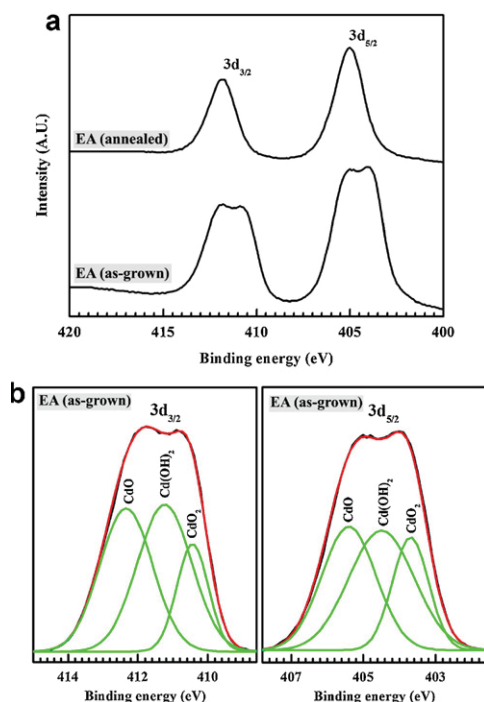 a
3d3/2
3d5/2
EA (annealed)
EA (as-grown)
Intensity (A.U.)
420 415 410 405 400
Binding energy (eV)
b
EA (as-grown)
3d3/2
CdO
Cd(OH)2
CdO2
414 412 410
Binding energy (eV)
EA (as-grown)
3d5/2
CdO
Cd(OH)2
CdO2
407 405 403
Binding energy (eV)